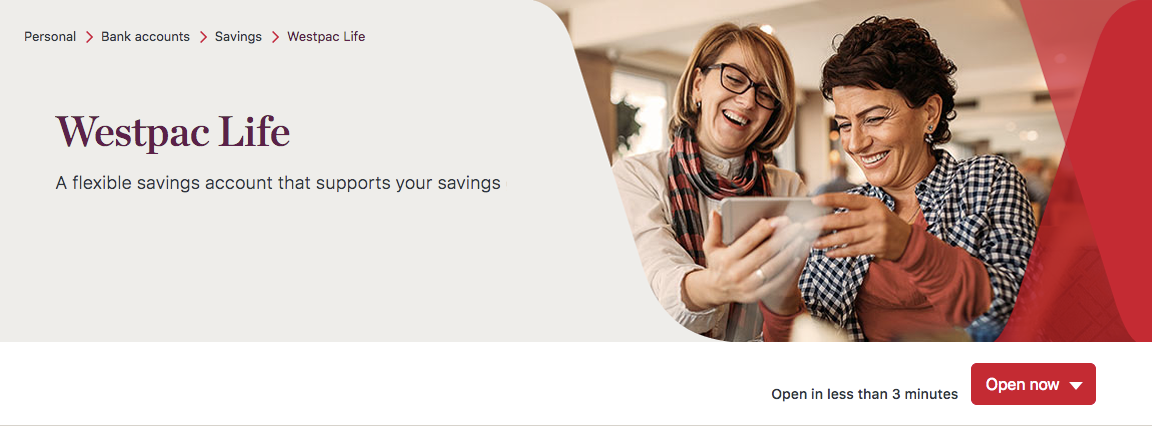 Personal > Bank accounts > Savings > Westpac Life
Westpac Life
A flexible savings account that supports your savings
Open in less than 3 minutes
Open now